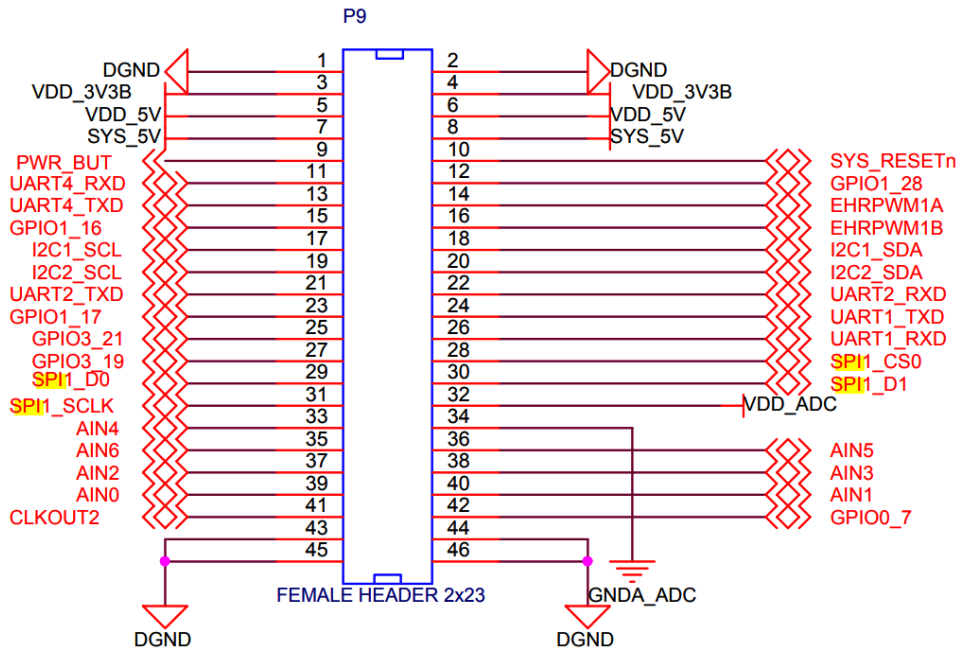 P9
DGND 1 2 DGND
VDD_3V3B 3 4 VDD_3V3B
VDD_5V 5 6 VDD_5V
SYS_5V 7 8 SYS_5V
PWR_BUT 9 10 SYS_RESETn
UART4_RXD 11 12 GPIO1_28
UART4_TXD 13 14 EHRPWM1A
GPIO1_16 15 16 EHRPWM1B
I2C1_SCL 17 18 I2C1_SDA
I2C2_SCL 19 20 I2C2_SDA
UART2_TXD 21 22 UART2_RXD
GPIO1_17 23 24 UART1_TXD
GPIO3_21 25 26 UART1_RXD
GPIO3_19 27 28 SPI1_CS0
SPI1_D0 29 30 SPI1_D1
SPI1_SCLK 31 32 VDD_ADC
AIN4 33 34
AIN6 35 36 AIN5
AIN2 37 38 AIN3
AIN0 39 40 AIN1
CLKOUT2 41 42 GPIO0_7
43 44
45 46
FEMALE HEADER 2x23 GNDA_ADC
DGND DGND